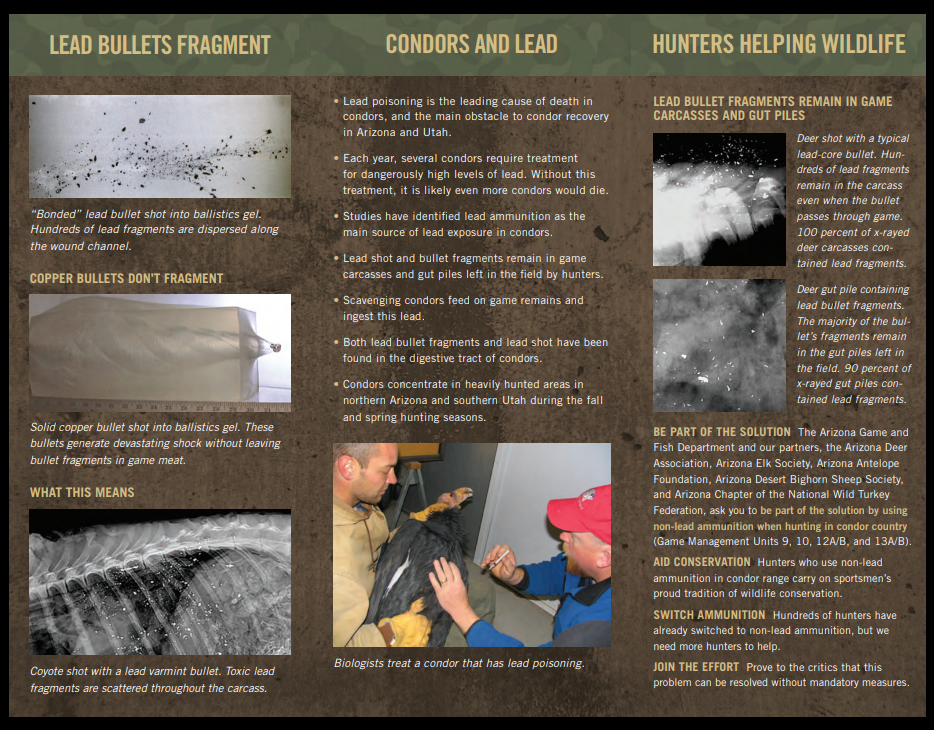 LEAD BULLETS FRAGMENT
"Bonded" lead bullet shot into ballistics gel.
Hundreds of lead fragments are dispersed along
the wound channel.
COPPER BULLETS DON'T FRAGMENT
Solid copper bullet shot into ballistics gel. These
bullets generate devastating shock without leaving
bullet fragments in game meat.
WHAT THIS MEANS
Coyote shot with a lead varmint bullet. Toxic lead
fragments are scattered throughout the carcass.
CONDORS AND LEAD
• Lead poisoning is the leading cause of death in
condors, and the main obstacle to condor recovery
in Arizona and Utah.
• Each year, several condors require treatment
for dangerously high levels of lead. Without this
treatment, it is likely even more condors would die.
• Studies have identified lead ammunition as the
main source of lead exposure in condors.
• Lead shot and bullet fragments remain in game
carcasses and gut piles left in the field by hunters.
• Scavenging condors feed on game remains and
ingest this lead.
• Both lead bullet fragments and lead shot have been
found in the digestive tract of condors.
• Condors concentrate in heavily hunted areas in
northern Arizona and southern Utah during the fall
and spring hunting seasons.
Biologists treat a condor that has lead poisoning.
HUNTERS HELPING WILDLIFE
LEAD BULLET FRAGMENTS REMAIN IN GAME
CARCASSES AND GUT PILES
Deer shot with a typical
lead-core bullet. Hun-
dreds of lead fragments
remain in the carcass
even when the bullet
passes through game.
100 percent of x-rayed
deer carcasses con-
tained lead fragments.
Deer gut pile containing
lead bullet fragments.
The majority of the bul-
let's fragments remain
in the gut piles left in
the field. 90 percent of
x-rayed gut piles con-
tained lead fragments.
BE PART OF THE SOLUTION The Arizona Game and
Fish Department and our partners, the Arizona Deer
Association, Arizona Elk Society, Arizona Antelope
Foundation, Arizona Desert Bighorn Sheep Society,
and Arizona Chapter of the National Wild Turkey
Federation, ask you to be part of the solution by using
non-lead ammunition when hunting in condor country
(Game Management Units 9, 10, 12A/B, and 13A/B).
AID CONSERVATION Hunters who use non-lead
ammunition in condor range carry on sportsmen's
proud tradition of wildlife conservation.
SWITCH AMMUNITION Hundreds of hunters have
already switched to non-lead ammunition, but we
need more hunters to help.
JOIN THE EFFORT Prove to the critics that this
problem can be resolved without mandatory measures.